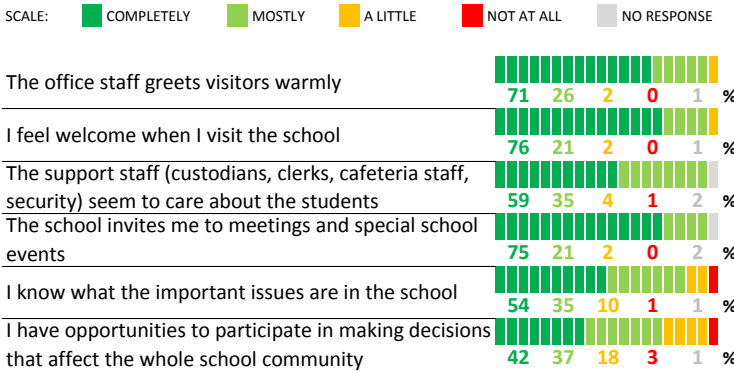 SCALE: COMPLETELY MOSTLY A LITTLE NOT AT ALL NO RESPONSE
The office staff greets visitors warmly
71 26 2 0 1 %
I feel welcome when I visit the school
76 21 2 0 1 %
The support staff (custodians, clerks, cafeteria staff,
security) seem to care about the students
59 35 4 1 2 %
The school invites me to meetings and special school
events
75 21 2 0 2 %
I know what the important issues are in the school
54 35 10 1 1 %
I have opportunities to participate in making decisions
that affect the whole school community
42 37 18 3 1 %